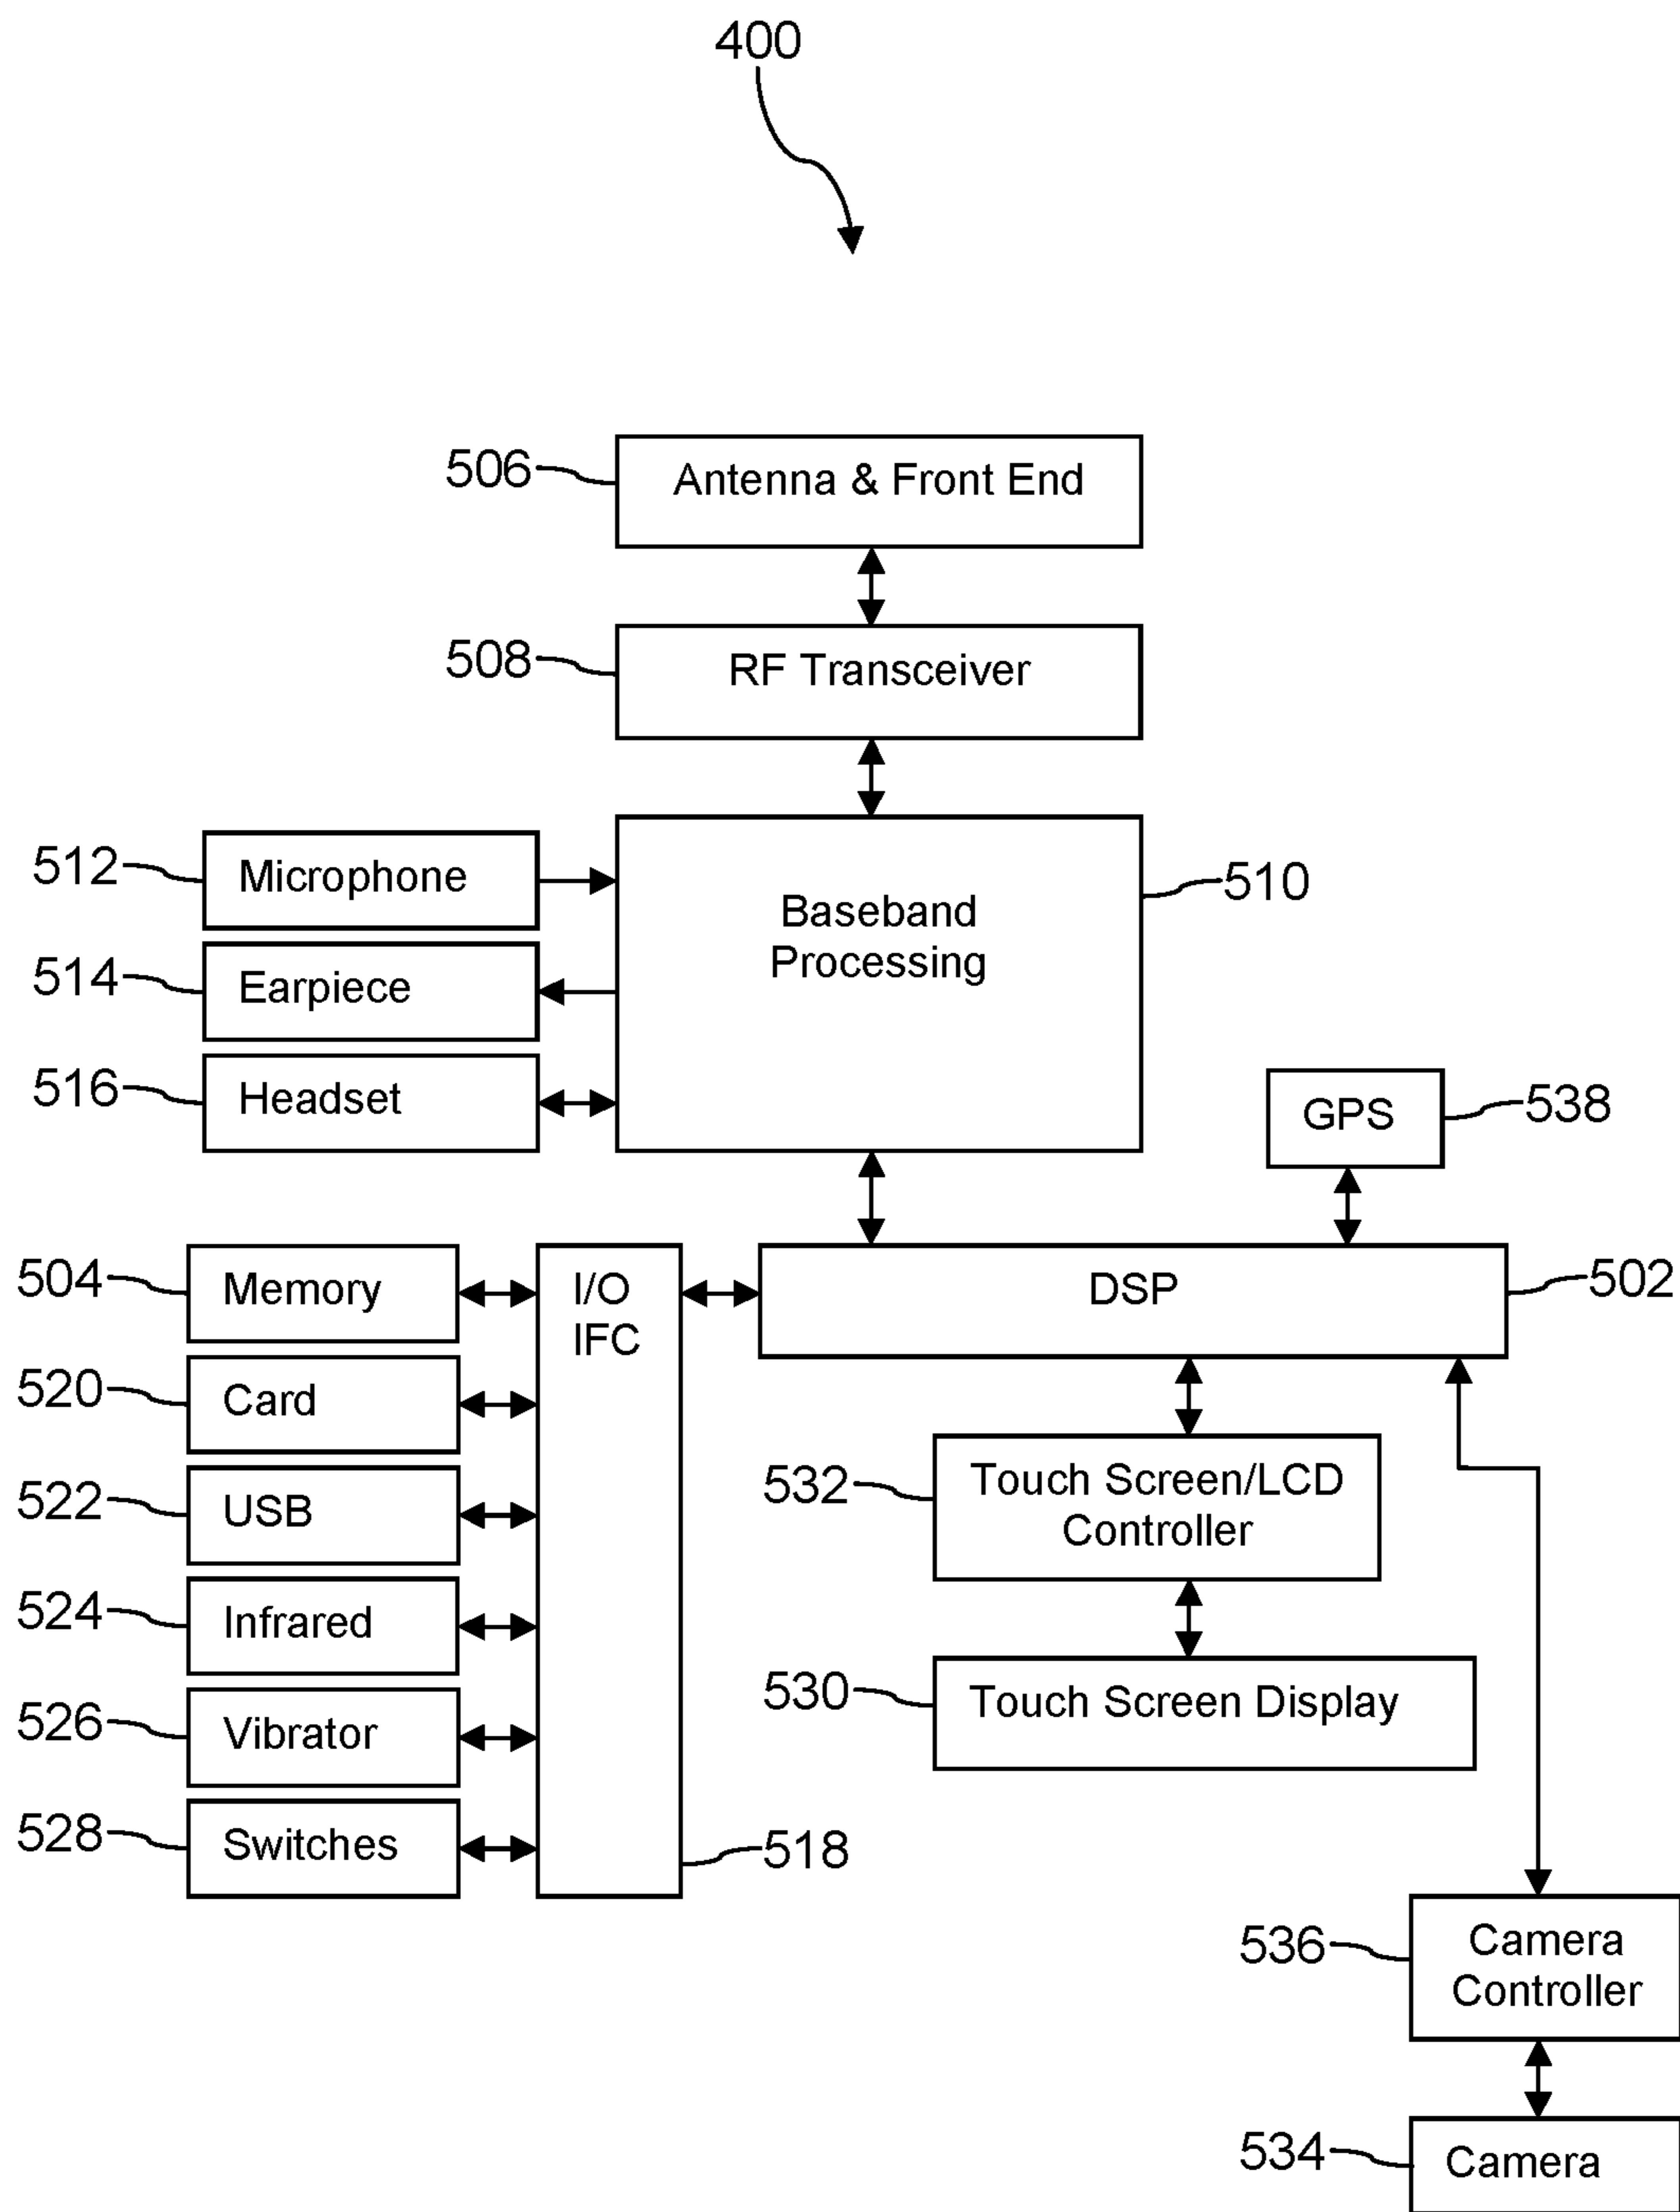 400
506
Antenna & Front End
508
RF Transceiver
512
Microphone
Baseband
Processing
510
514
Earpiece
516
Headset
GPS
538
504
Memory
I/O
IFC
DSP
502
520
Card
522
USB
532
Touch Screen/LCD
Controller
524
Infrared
530
Touch Screen Display
526
Vibrator
528
Switches
518
536
Camera
Controller
534
Camera